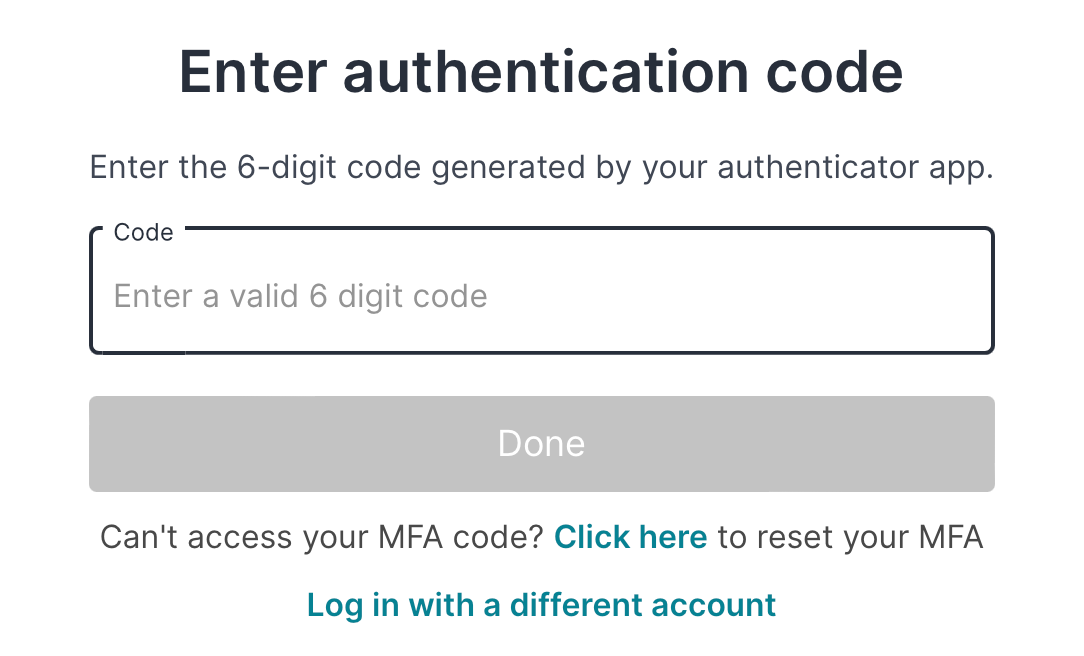 Enter authentication code
Enter the 6-digit code generated by your authenticator app.
Code
Enter a valid 6 digit code
Done
Can't access your MFA code? Click here to reset your MFA
Log in with a different account